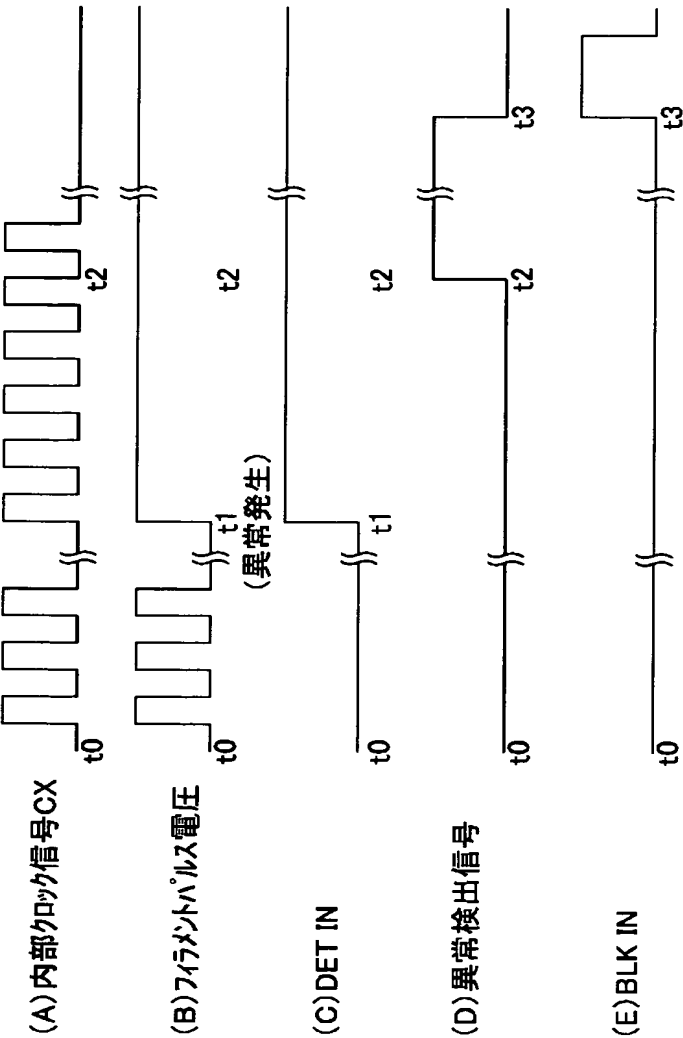 (A)内部クロック信号CX
t0
t2
(B)フィラメントパルス電圧
t0
t1
(異常発生)
t2
(C)DET IN
t0
t1
t2
(D)異常検出信号
t0
t2
t3
(E)BLK IN
t0
t3